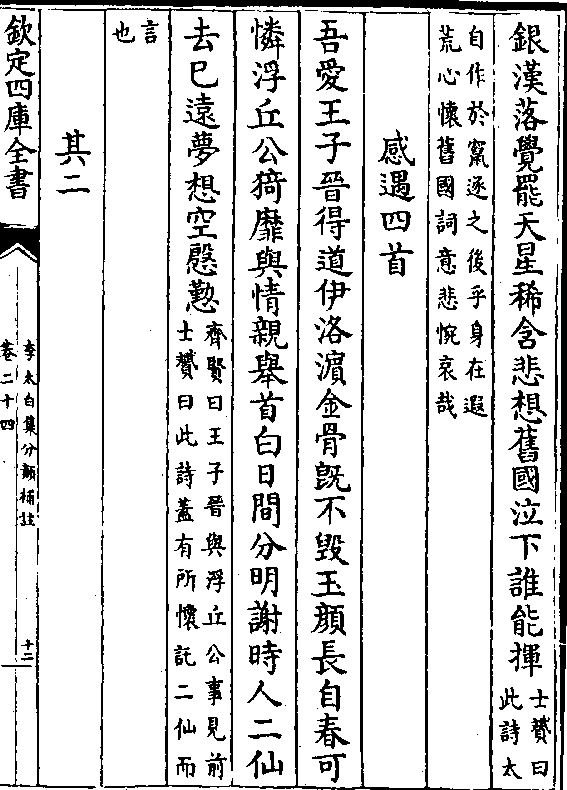 銀漢落覺罷天星稀含悲想舊國泣下誰能揮士贇曰此詩太
自作於竄逐之後乎身在遐
荒心懷舊國詞意悲惋哀哉
感遇四首
吾愛王子晉得道伊洛濵金骨旣不毀玉顔長自春可
憐浮丘公猗靡與情親舉首白日間分明謝時人二仙
去巳遠夢想空慇懃齊賢曰王子晉與浮丘公事見前士贇曰此詩蓋有所懷託二仙而
言
也
其二
欽定四庫全書
李太白集分類補註
卷二十四
十二